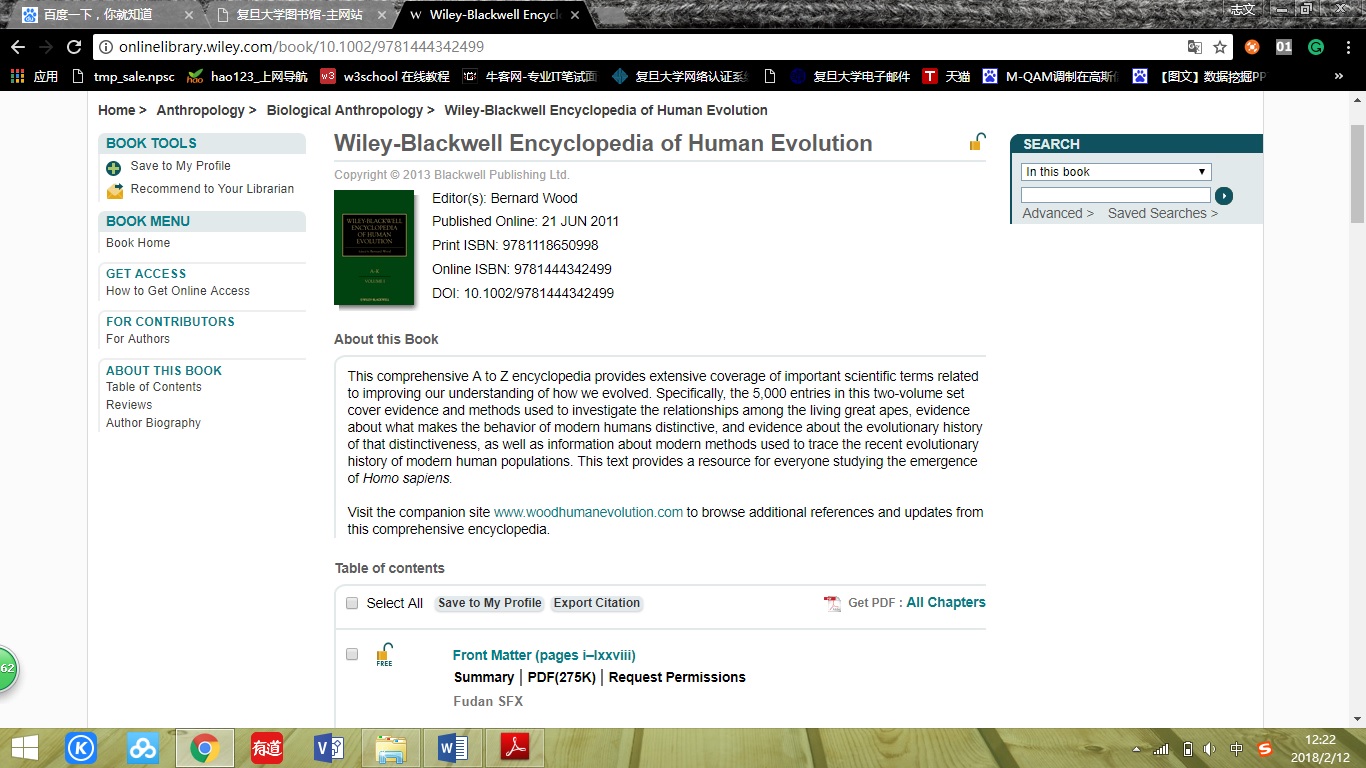 百度一下，你就知道
复旦大学图书馆-主网站
Wiley-Blackwell Encycl
志文
onlinelibrary.wiley.com/book/10.1002/9781444342499
应用
tmp_sale.npsc
hao123_上网导航
w3school 在线教程
牛客网-专业IT笔试面
复旦大学网络认证系
复旦大学电子邮件
天猫
M-QAM调制在高斯
【图文】数据挖掘PP
»
Home > Anthropology > Biological Anthropology > Wiley-Blackwell Encyclopedia of Human Evolution
BOOK TOOLS
Save to My Profile
Recommend to Your Librarian
BOOK MENU
Book Home
GET ACCESS
How to Get Online Access
FOR CONTRIBUTORS
For Authors
ABOUT THIS BOOK
Table of Contents
Reviews
Author Biography
Wiley-Blackwell Encyclopedia of Human Evolution
Copyright © 2013 Blackwell Publishing Ltd.
WILEY-BLACKWELL
ENCYCLOPEDIA
OF HUMAN
EVOLUTION
A-K
VOLUME I
Editor(s): Bernard Wood
Published Online: 21 JUN 2011
Print ISBN: 9781118650998
Online ISBN: 9781444342499
DOI: 10.1002/9781444342499
About this Book
This comprehensive A to Z encyclopedia provides extensive coverage of important scientific terms related
to improving our understanding of how we evolved. Specifically, the 5,000 entries in this two-volume set
cover evidence and methods used to investigate the relationships among the living great apes, evidence
about what makes the behavior of modern humans distinctive, and evidence about the evolutionary history
of that distinctiveness, as well as information about modern methods used to trace the recent evolutionary
history of modern human populations. This text provides a resource for everyone studying the emergence
of Homo sapiens.
Visit the companion site www.woodhumanevolution.com to browse additional references and updates from
this comprehensive encyclopedia.
Table of contents
Select All Save to My Profile Export Citation Get PDF : All Chapters
FREE
Front Matter (pages i–lxxviii)
Summary | PDF(275K) | Request Permissions
Fudan SFX
SEARCH
In this book
Advanced > Saved Searches >
62
有道
中
12:22
2018/2/12